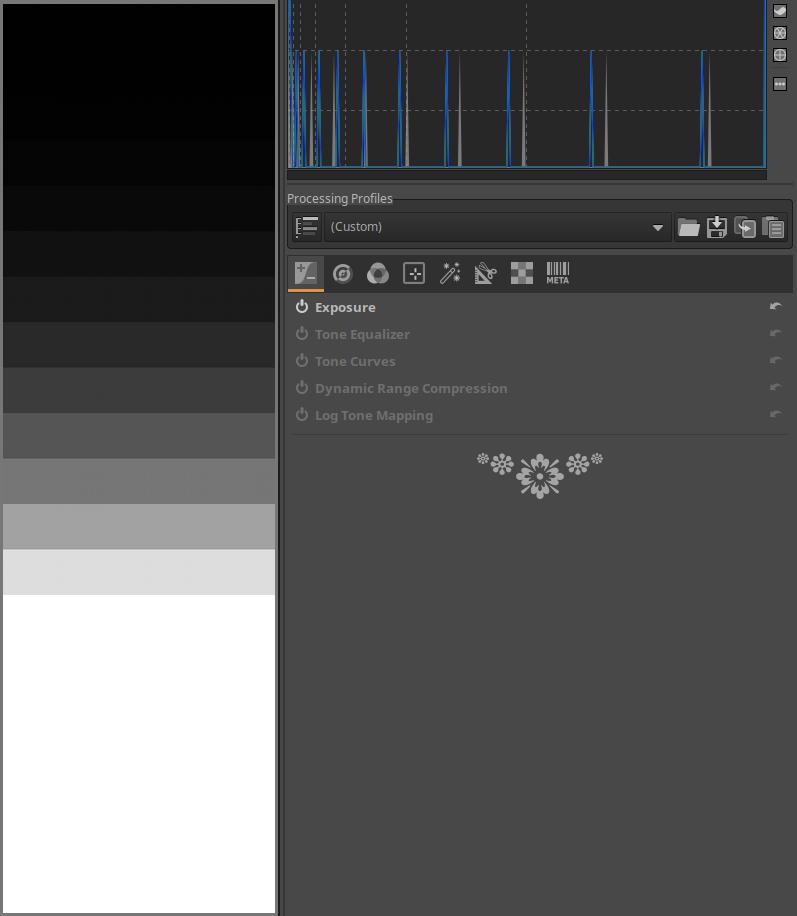 Processing Profiles
(Custom)
META
Exposure
Tone Equalizer
Tone Curves
Dynamic Range Compression
Log Tone Mapping